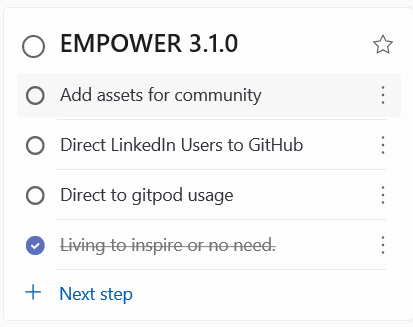 EMPOWER 3.1.0
Add assets for community
Direct LinkedIn Users to GitHub
Direct to gitpod usage
Living to inspire or no need.
Next step